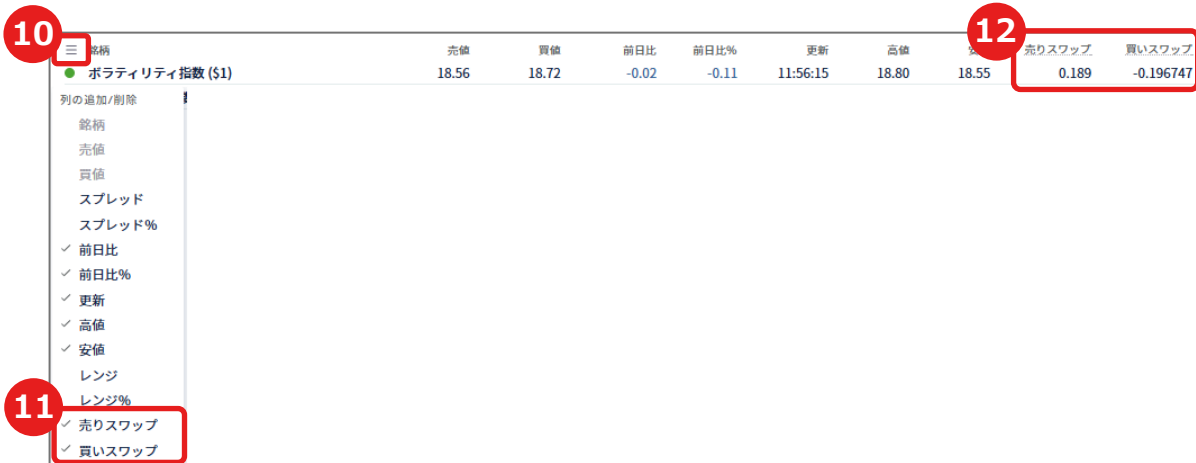 10
12
銘柄 売値 買値 前日比 前日比% 更新 高値 売りスワップ 買いスワップ
ボラティリティ指数 ($1) 18.56 18.72 -0.02 -0.11 11:56:15 18.80 18.55 0.189 -0.196747
列の追加/削除
銘柄
売値
買値
スプレッド
スプレッド%
前日比
前日比%
更新
高値
安値
レンジ
レンジ%
11
売りスワップ
買いスワップ